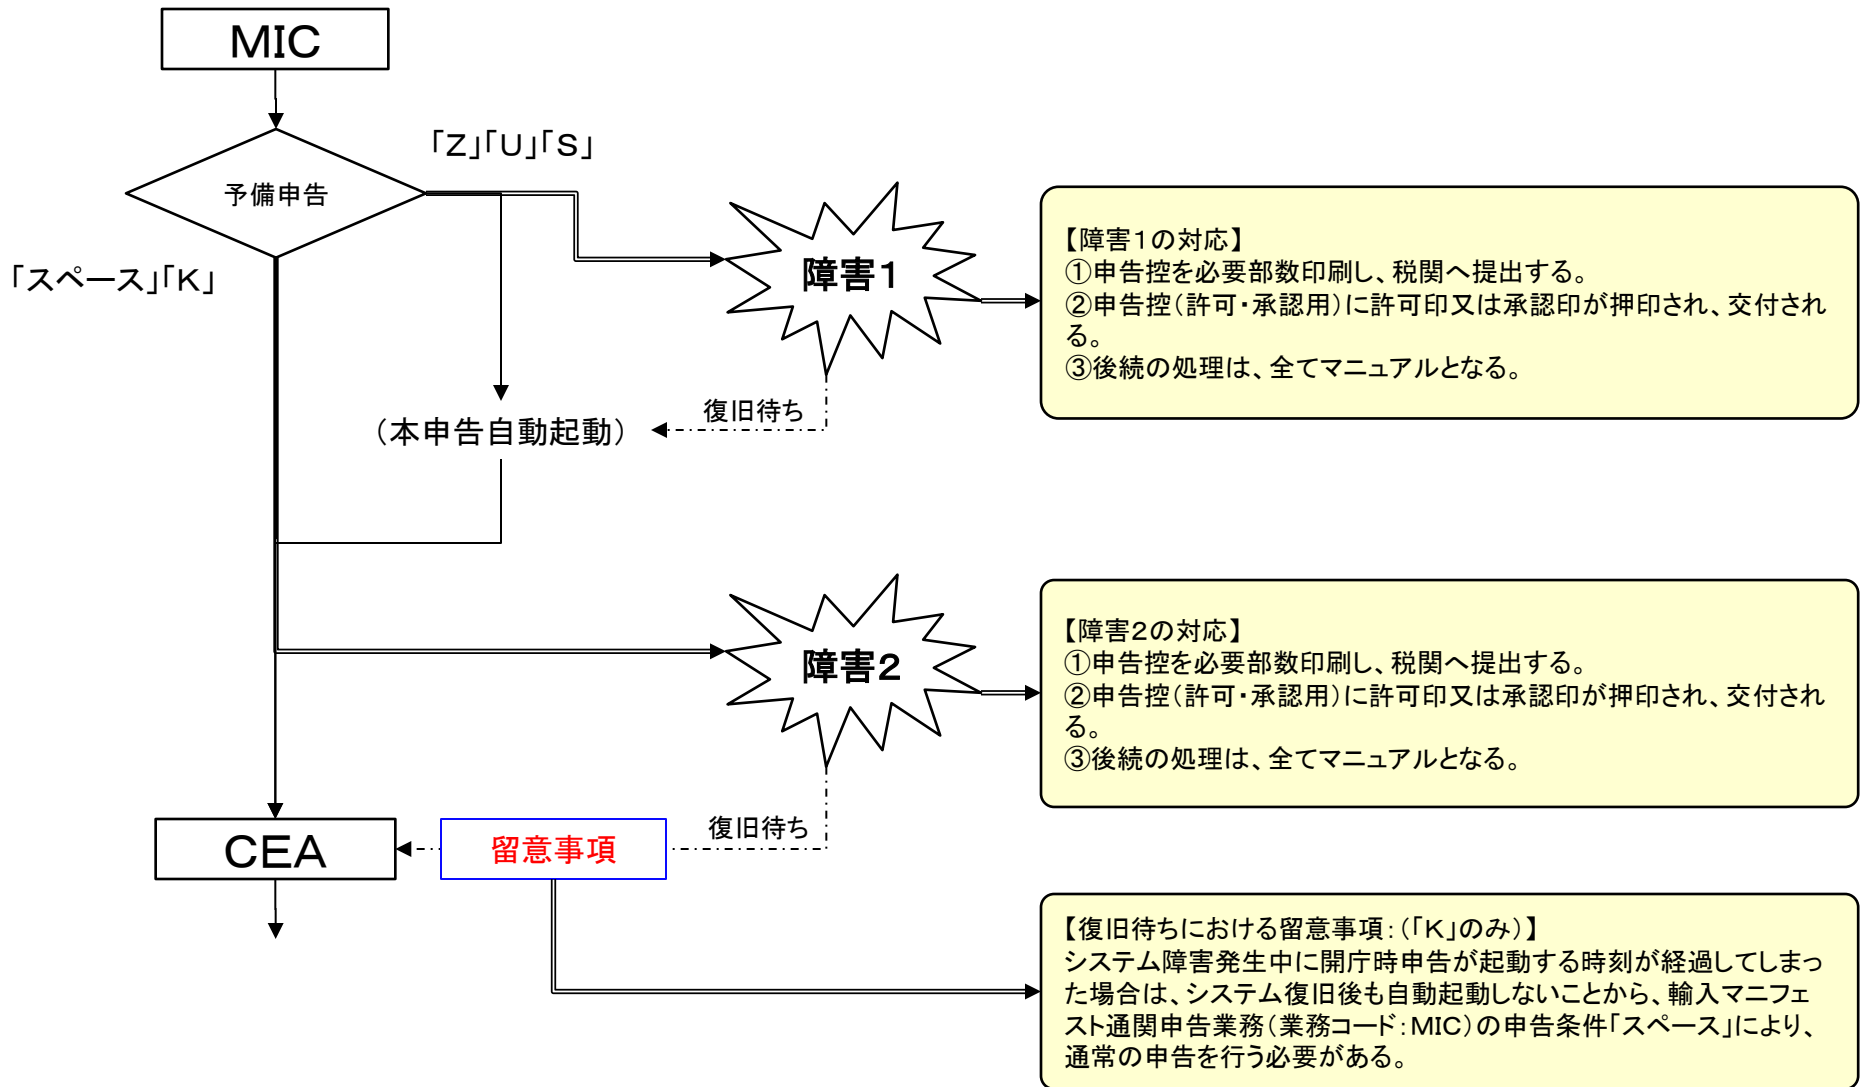 MIC
「Z」「U」「S」
予備申告
「スペース」「K」
障害1
【障害1の対応】
①申告控を必要部数印刷し、税関へ提出する。
②申告控(許可・承認用)に許可印又は承認印が押印され、交付され
る。
③後続の処理は、全てマニュアルとなる。
復旧待ち
(本申告自動起動)
障害2
【障害2の対応】
①申告控を必要部数印刷し、税関へ提出する。
②申告控(許可・承認用)に許可印又は承認印が押印され、交付され
る。
③後続の処理は、全てマニュアルとなる。
復旧待ち
CEA
留意事項
【復旧待ちにおける留意事項:(「K」のみ)】
システム障害発生中に開庁時申告が起動する時刻が経過してしまっ
た場合は、システム復旧後も自動起動しないことから、輸入マニフェ
スト通関申告業務(業務コード:MIC)の申告条件「スペース」により、
通常の申告を行う必要がある。